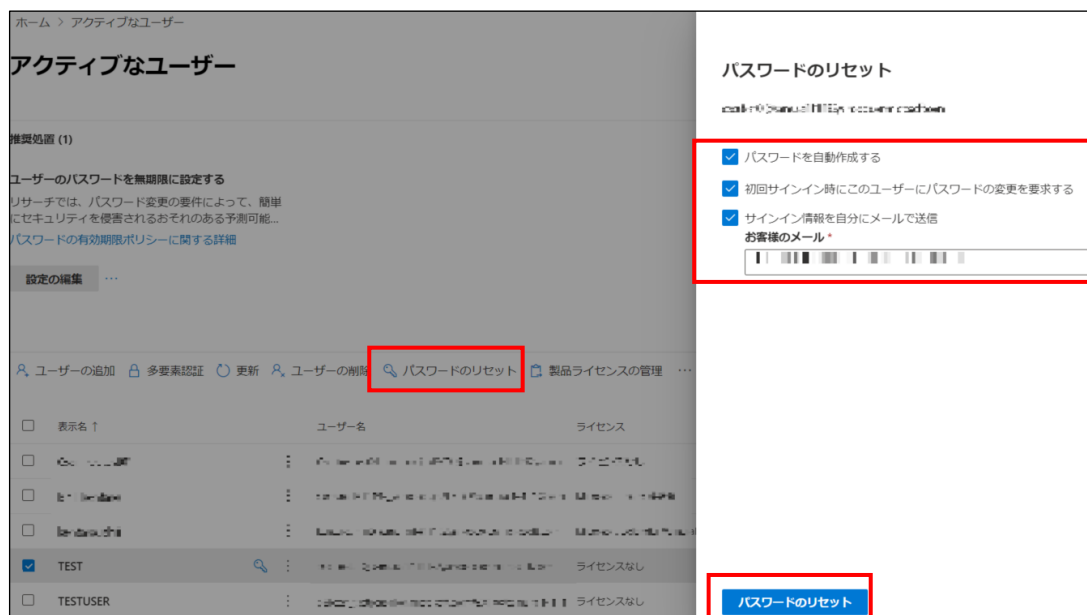 ホーム > アクティブなユーザー
アクティブなユーザー
推奨処置 (1)
ユーザーのパスワードを無期限に設定する
リサーチでは、パスワード変更の要件によって、簡単
にセキュリティを侵害されるおそれのある予測可能...
パスワードの有効期限ポリシーに関する詳細
設定の編集 ...
ユーザーの追加 多要素認証 更新 ユーザーの削除 パスワードのリセット 製品ライセンスの管理 ...
表示名 ↑ ユーザー名 ライセンス
TEST ライセンスなし
TESTUSER ライセンスなし
パスワードのリセット
パスワードを自動作成する
初回サインイン時にこのユーザーにパスワードの変更を要求する
サインイン情報を自分にメールで送信
お客様のメール *
パスワードのリセット